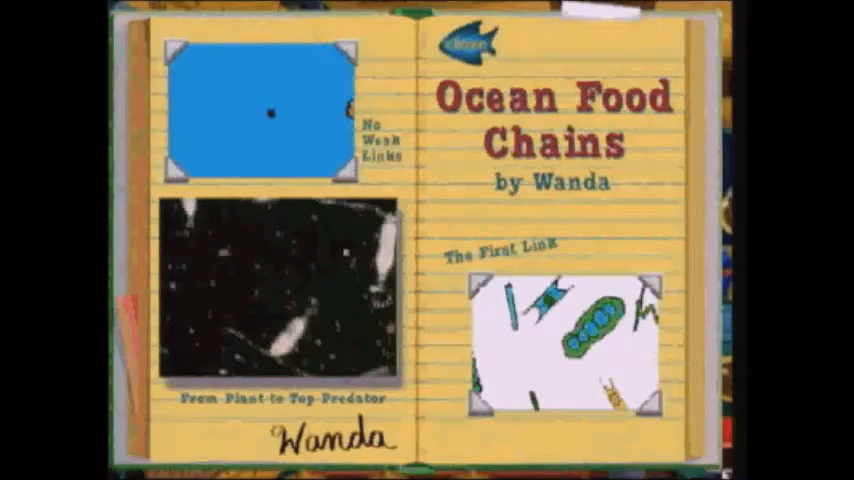 No
Weak
Links
From Plant to Top Predator
Wanda
Ocean Food
Chains
by Wanda
The First Link